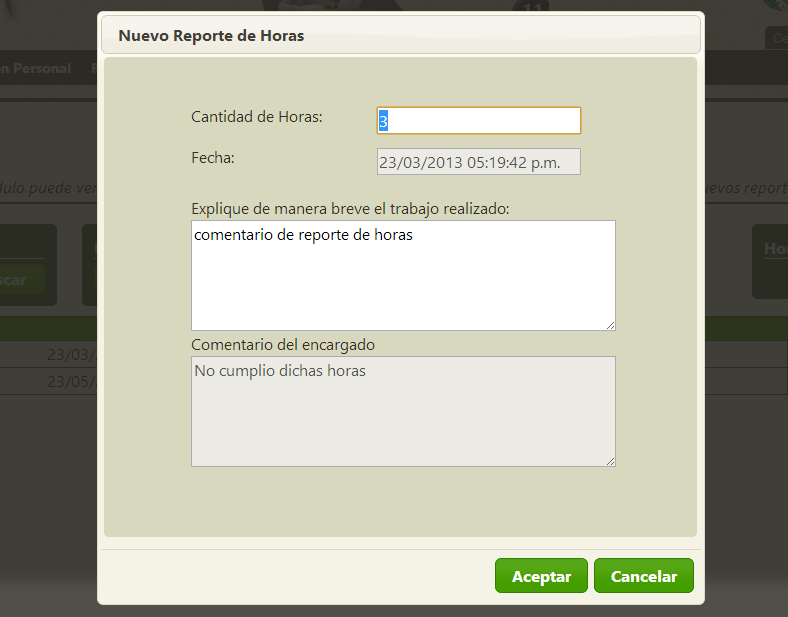 11
Nuevo Reporte de Horas
Ce
n Personal
Cantidad de Horas:
3
Fecha:
23/03/2013 05:19:42 p.m.
dulo puede ver
nuevos report
Explique de manera breve el trabajo realizado:
comentario de reporte de horas
Hor
scar
Comentario del encargado
23/03/
No cumplio dichas horas
23/05/
Aceptar
Cancelar